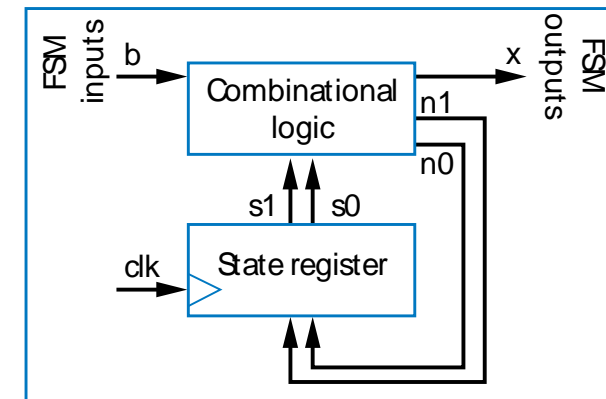 FSM
inputs
b
Combinational
logic
x
FSM
outputs
n1
n0
s1
s0
clk
State register